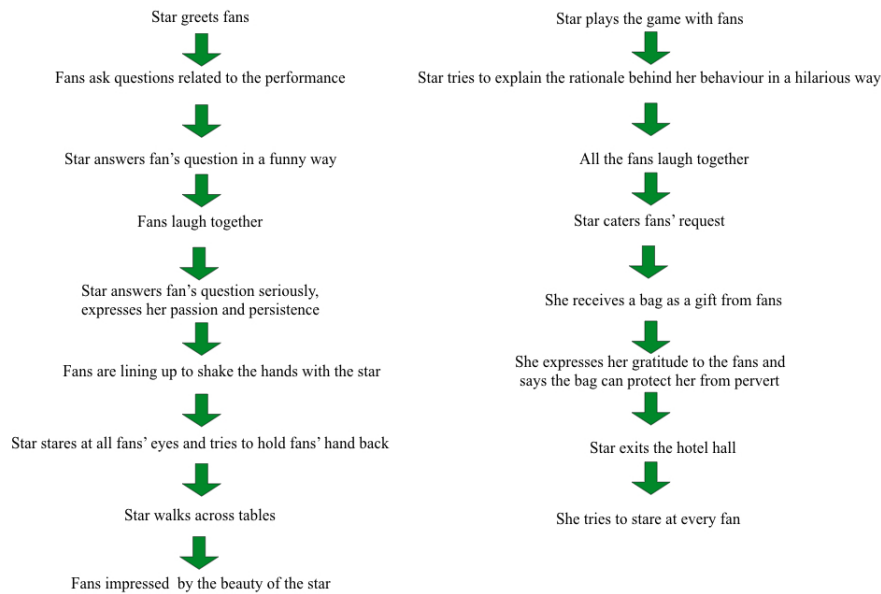 Star greets fans
Fans ask questions related to the performance
Star answers fan’s question in a funny way
Fans laugh together
Star answers fan’s question seriously,
expresses her passion and persistence
Fans are lining up to shake the hands with the star
Star stares at all fans’ eyes and tries to hold fans’ hand back
Star walks across tables
Fans impressed by the beauty of the star
Star plays the game with fans
Star tries to explain the rationale behind her behaviour in a hilarious way
All the fans laugh together
Star caters fans’ request
She receives a bag as a gift from fans
She expresses her gratitude to the fans and
says the bag can protect her from pervert
Star exits the hotel hall
She tries to stare at every fan